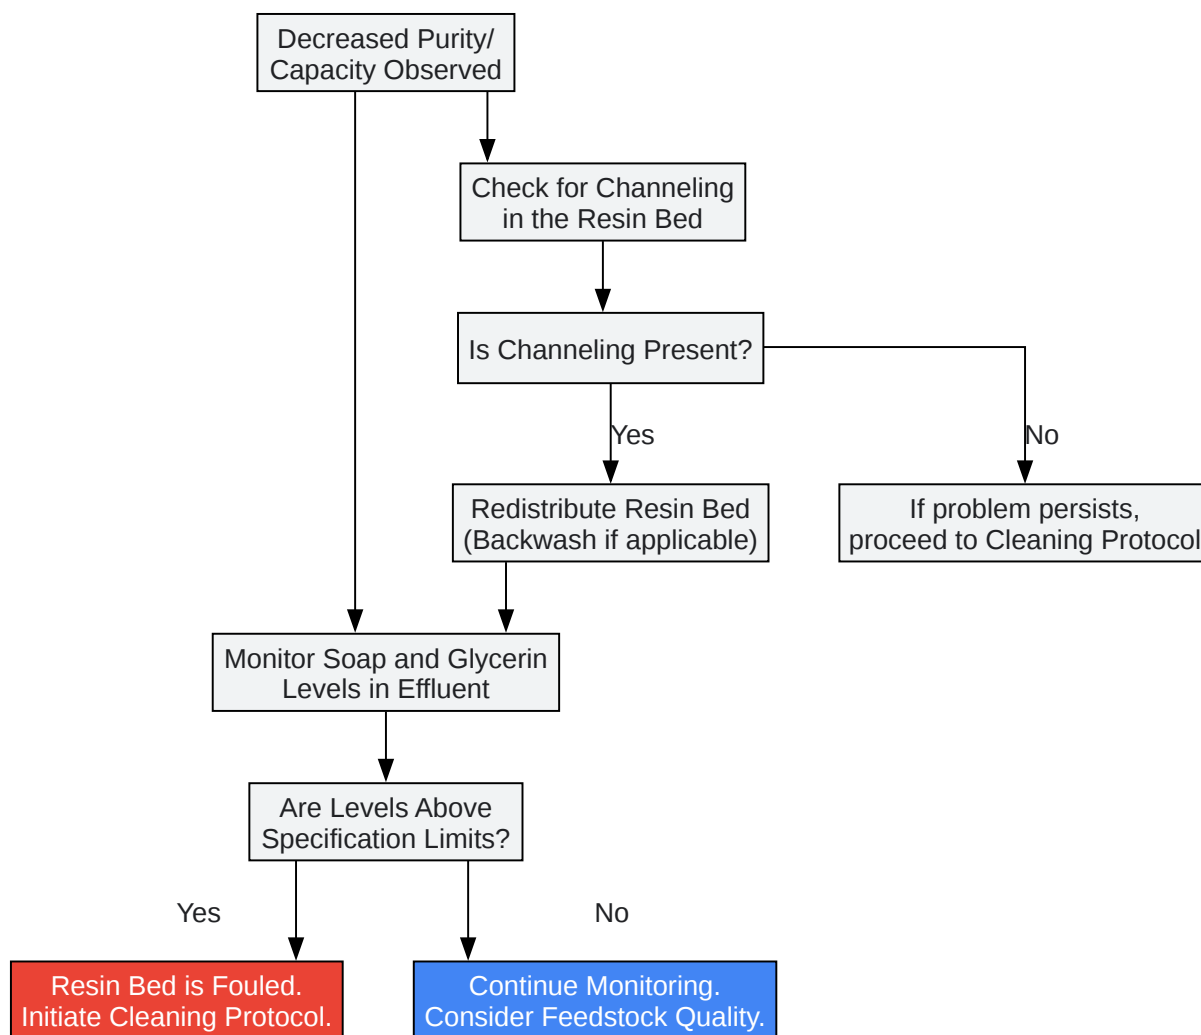 Decreased Purity/
Capacity Observed
Check for Channeling
in the Resin Bed
Is Channeling Present?
Yes
No
Redistribute Resin Bed
(Backwash if applicable)
If problem persists,
proceed to Cleaning Protocol
Monitor Soap and Glycerin
Levels in Effluent
Are Levels Above
Specification Limits?
Yes
No
Resin Bed is Fouled.
Initiate Cleaning Protocol.
Continue Monitoring.
Consider Feedstock Quality.